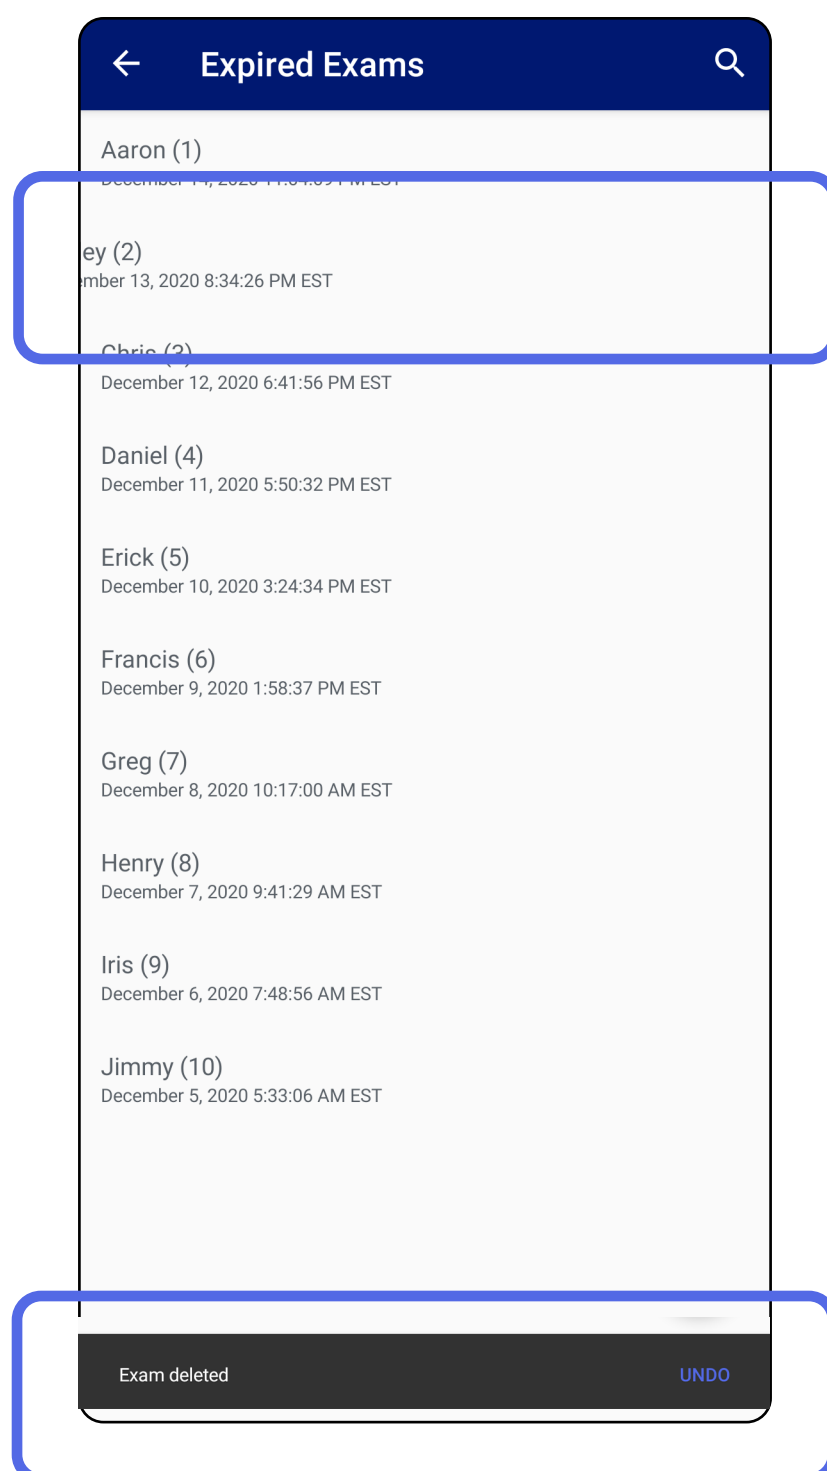 Expired Exams
Aaron (1)
December 14, 2020
Chris (3)
ey (2)
ember 13, 2020 8:34:26 PM EST
December 12, 2020 6:41:56 PM EST
Daniel (4)
December 11, 2020 5:50:32 PM EST
Erick (5)
December 10, 2020 3:24:34 PM EST
Francis (6)
December 9, 2020 1:58:37 PM EST
Greg (7)
December 8, 2020 10:17:00 AM EST
Henry (8)
December 7, 2020 9:41:29 AM EST
Iris (9)
December 6, 2020 7:48:56 AM EST
Jimmy (10)
December 5, 2020 5:33:06 AM EST
Exam deleted
UNDO